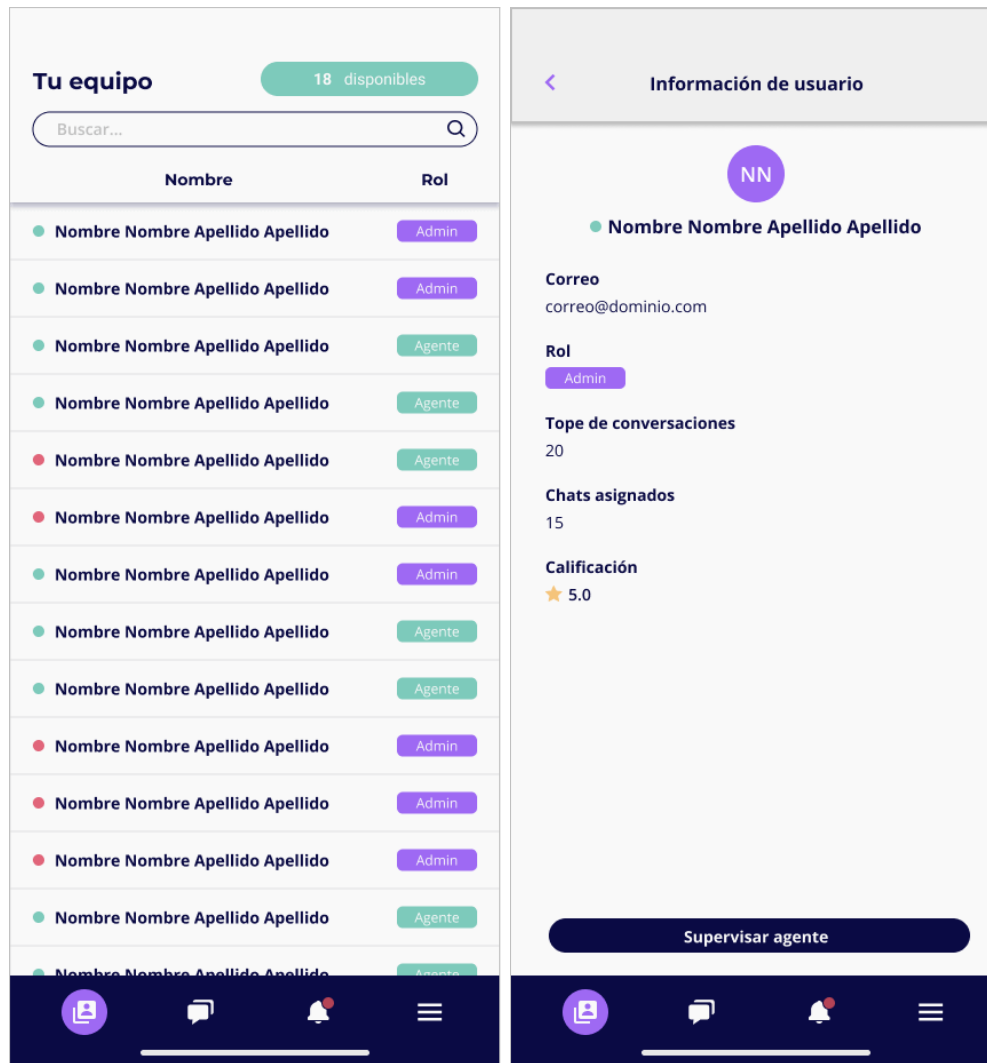 Tu equipo
18 disponibles
Buscar...
Nombre Rol
Nombre Nombre Apellido Apellido Admin
Nombre Nombre Apellido Apellido Admin
Nombre Nombre Apellido Apellido Agente
Nombre Nombre Apellido Apellido Agente
Nombre Nombre Apellido Apellido Agente
Nombre Nombre Apellido Apellido Admin
Nombre Nombre Apellido Apellido Admin
Nombre Nombre Apellido Apellido Agente
Nombre Nombre Apellido Apellido Agente
Nombre Nombre Apellido Apellido Admin
Nombre Nombre Apellido Apellido Admin
Nombre Nombre Apellido Apellido Admin
Nombre Nombre Apellido Apellido Agente
Nombre Nombre Apellido Apellido Agente
Información de usuario
NN
Nombre Nombre Apellido Apellido
Correo
correo@dominio.com
Rol
Admin
Tope de conversaciones
20
Chats asignados
15
Calificación
5.0
Supervisar agente